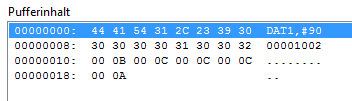 Pufferinhalt
00000000: 44 41 54 31 2C 23 39 30 DAT1,#90
00000008: 30 30 30 30 31 30 30 32 00001002
00000010: 00 0B 00 0C 00 0C 00 0C ........
00000018: 00 0A ..